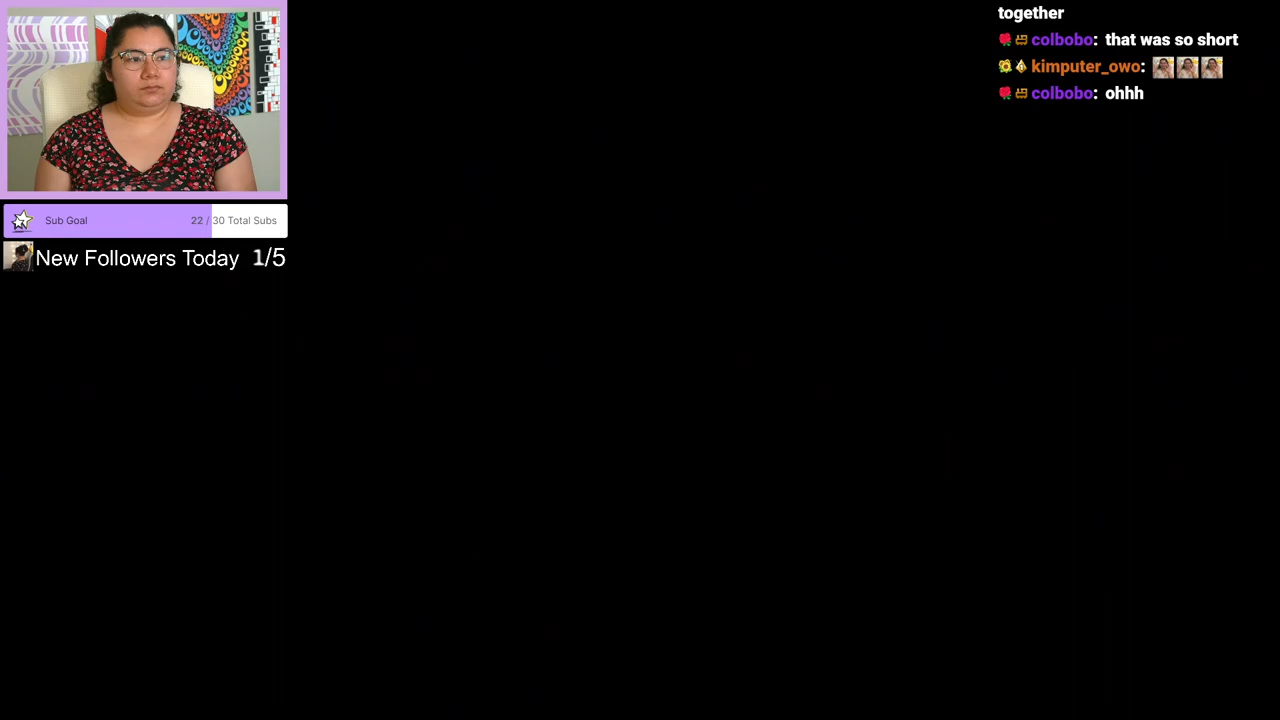 together
colbobo: that was so short
kimputer_owo:
colbobo: ohhh
Sub Goal 22 / 30 Total Subs
New Followers Today 1/5